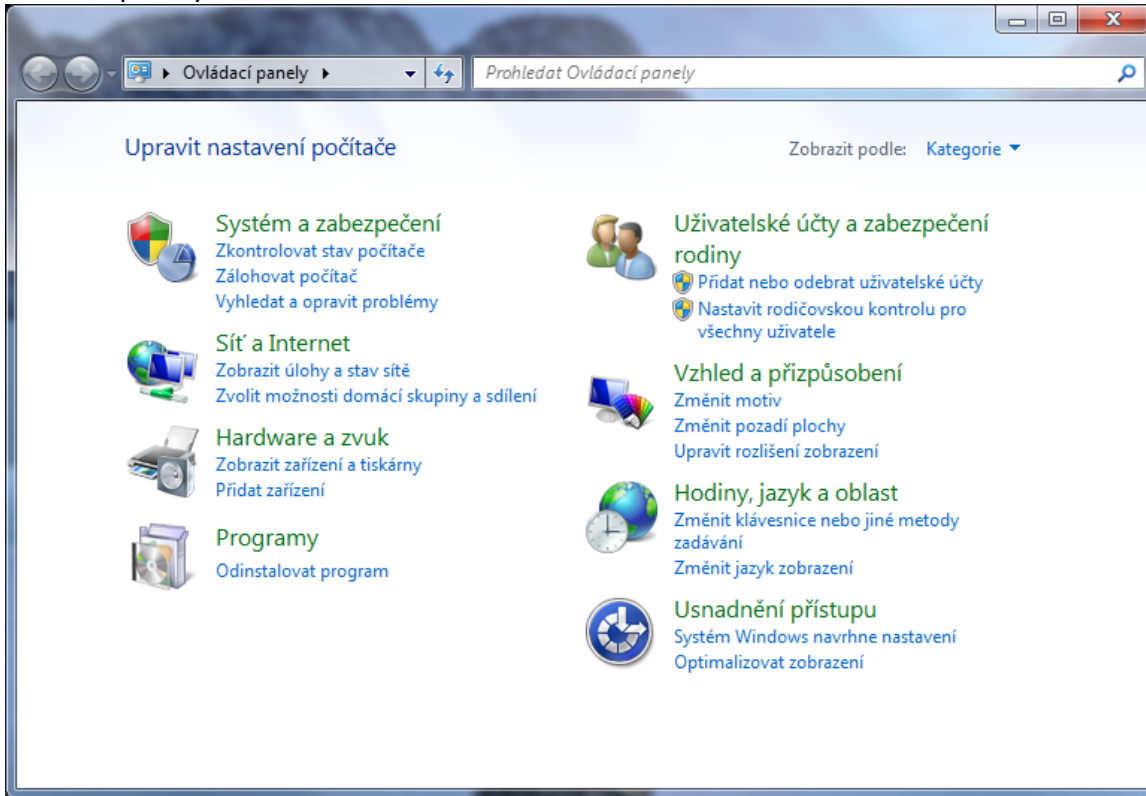 Ovládací panely
Prohledat Ovládací panely
Upravit nastavení počítače
Zobrazit podle: Kategorie
Systém a zabezpečení
Zkontrolovat stav počítače
Zálohovat počítač
Vyhledat a opravit problémy
Síť a Internet
Zobrazit úlohy a stav sítě
Zvolit možnosti domácí skupiny a sdílení
Hardware a zvuk
Zobrazit zařízení a tiskárny
Přidat zařízení
Programy
Odinstalovat program
Uživatelské účty a zabezpečení
rodiny
Přidat nebo odebrat uživatelské účty
Nastavit rodičovskou kontrolu pro
všechny uživatele
Vzhled a přizpůsobení
Změnit motiv
Změnit pozadí plochy
Upravit rozlišení zobrazení
Hodiny, jazyk a oblast
Změnit klávesnice nebo jiné metody
zadávání
Změnit jazyk zobrazení
Usnadnění přístupu
Systém Windows navrhne nastavení
Optimalizovat zobrazení